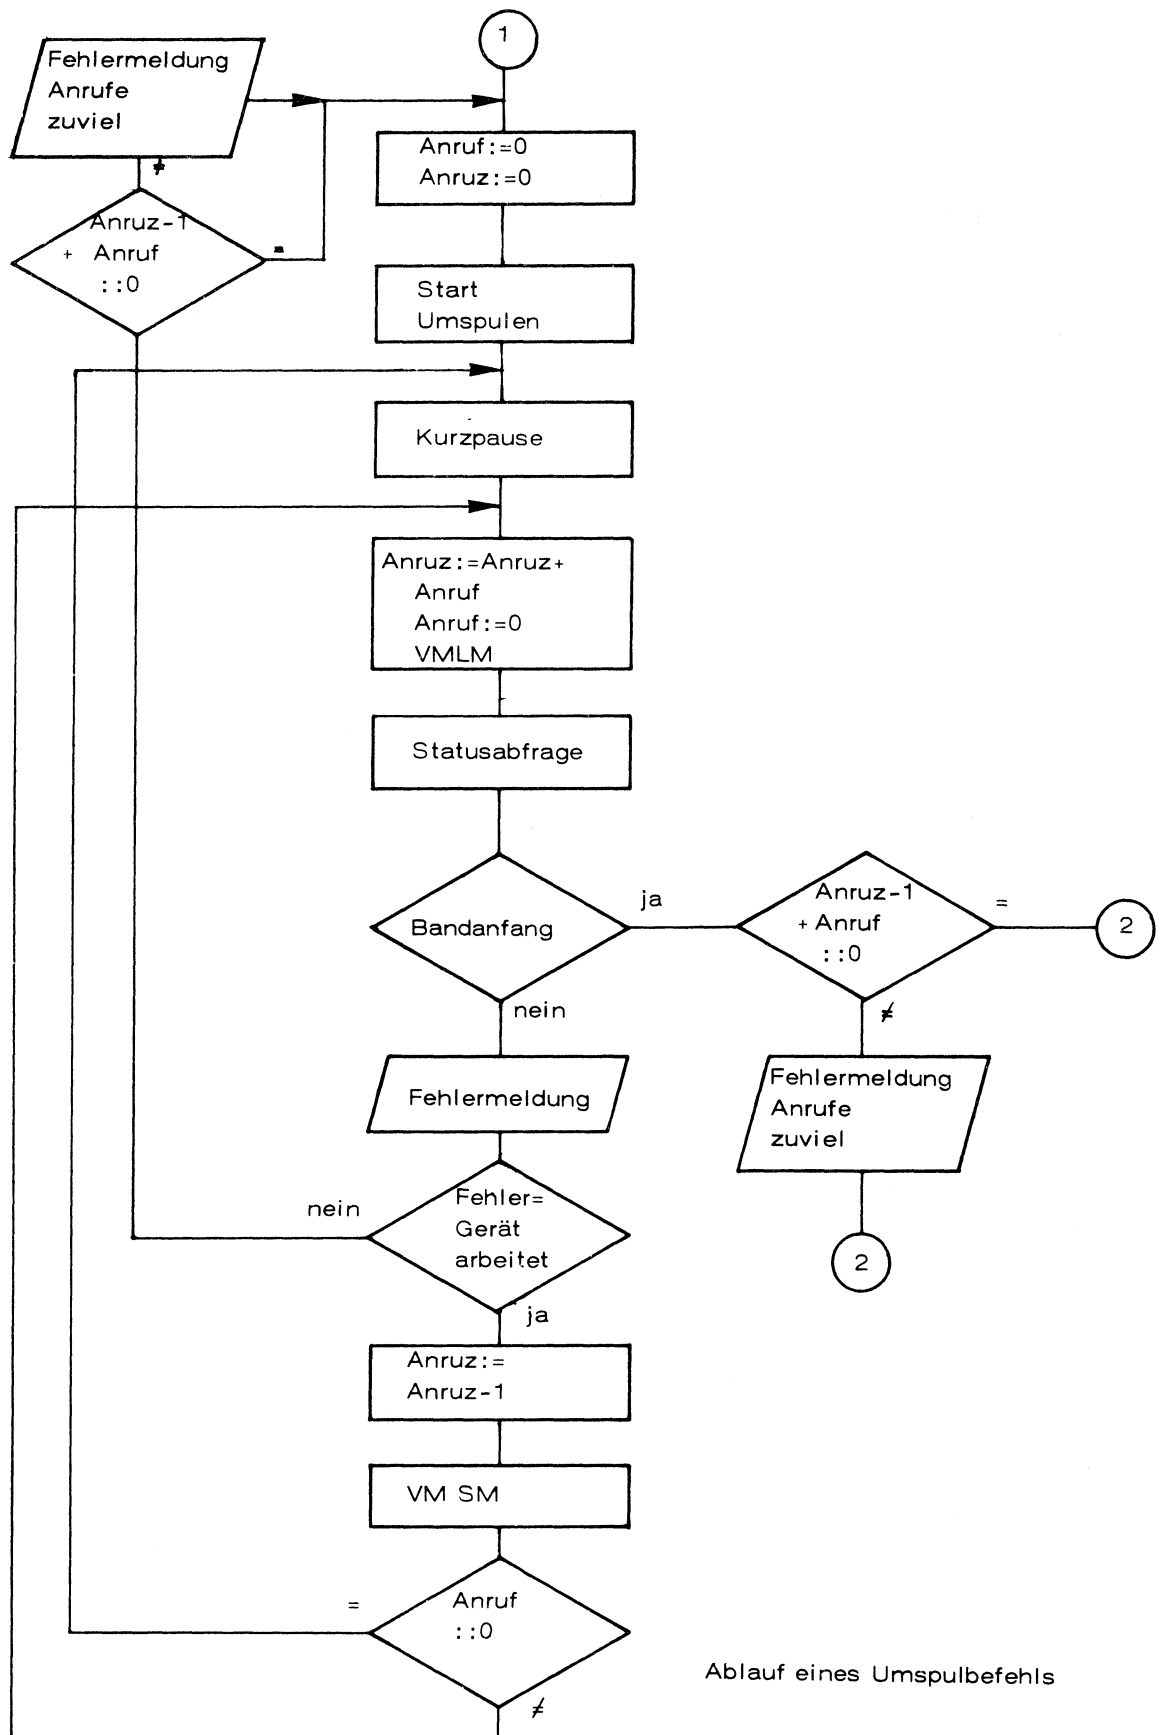 1
Fehlermeldung
Anrufe
zuviel
≠
Anruz-1
+ Anruf
::0
=
Anruf:=0
Anruz:=0
Start
Umspulen
Kurzpause
Anruz:=Anruz+
Anruf
Anruf:=0
VMLM
Statusabfrage
Bandanfang
ja
Anruz-1
+ Anruf
::0
=
2
nein
≠
Fehlermeldung
Fehlermeldung
Anrufe
zuviel
2
nein
Fehler=
Gerät
arbeitet
ja
Anruz:=
Anruz-1
VM SM
=
Anruf
::0
≠
Ablauf eines Umspulbefehls